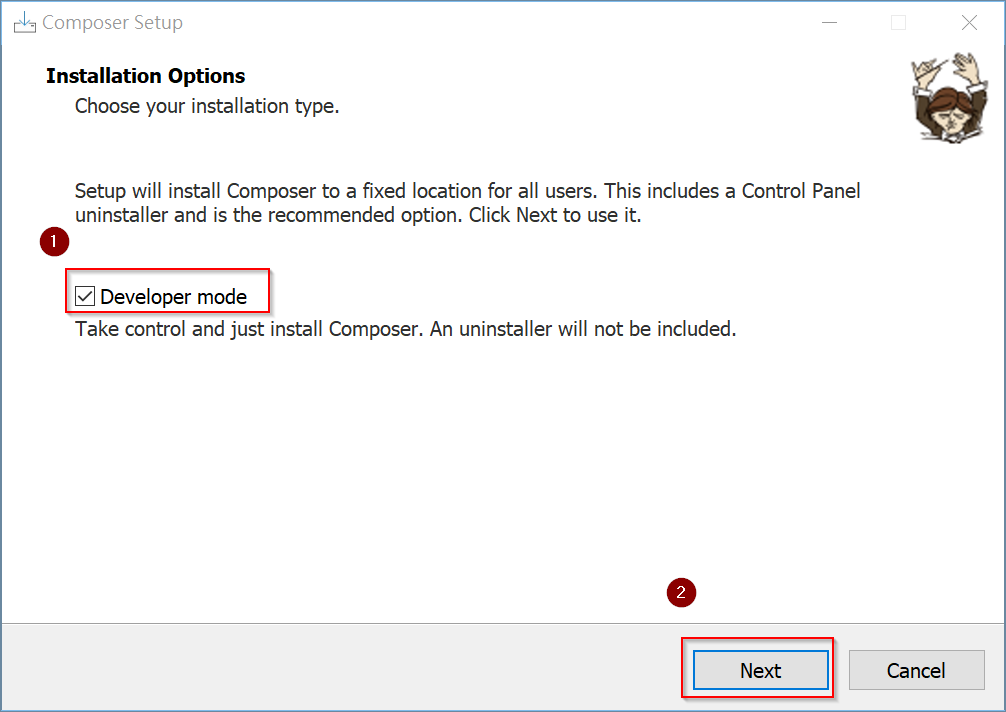 Composer Setup
Installation Options
Choose your installation type.
Setup will install Composer to a fixed location for all users. This includes a Control Panel
uninstaller and is the recommended option. Click Next to use it.
1
Developer mode
Take control and just install Composer. An uninstaller will not be included.
2
Next
Cancel